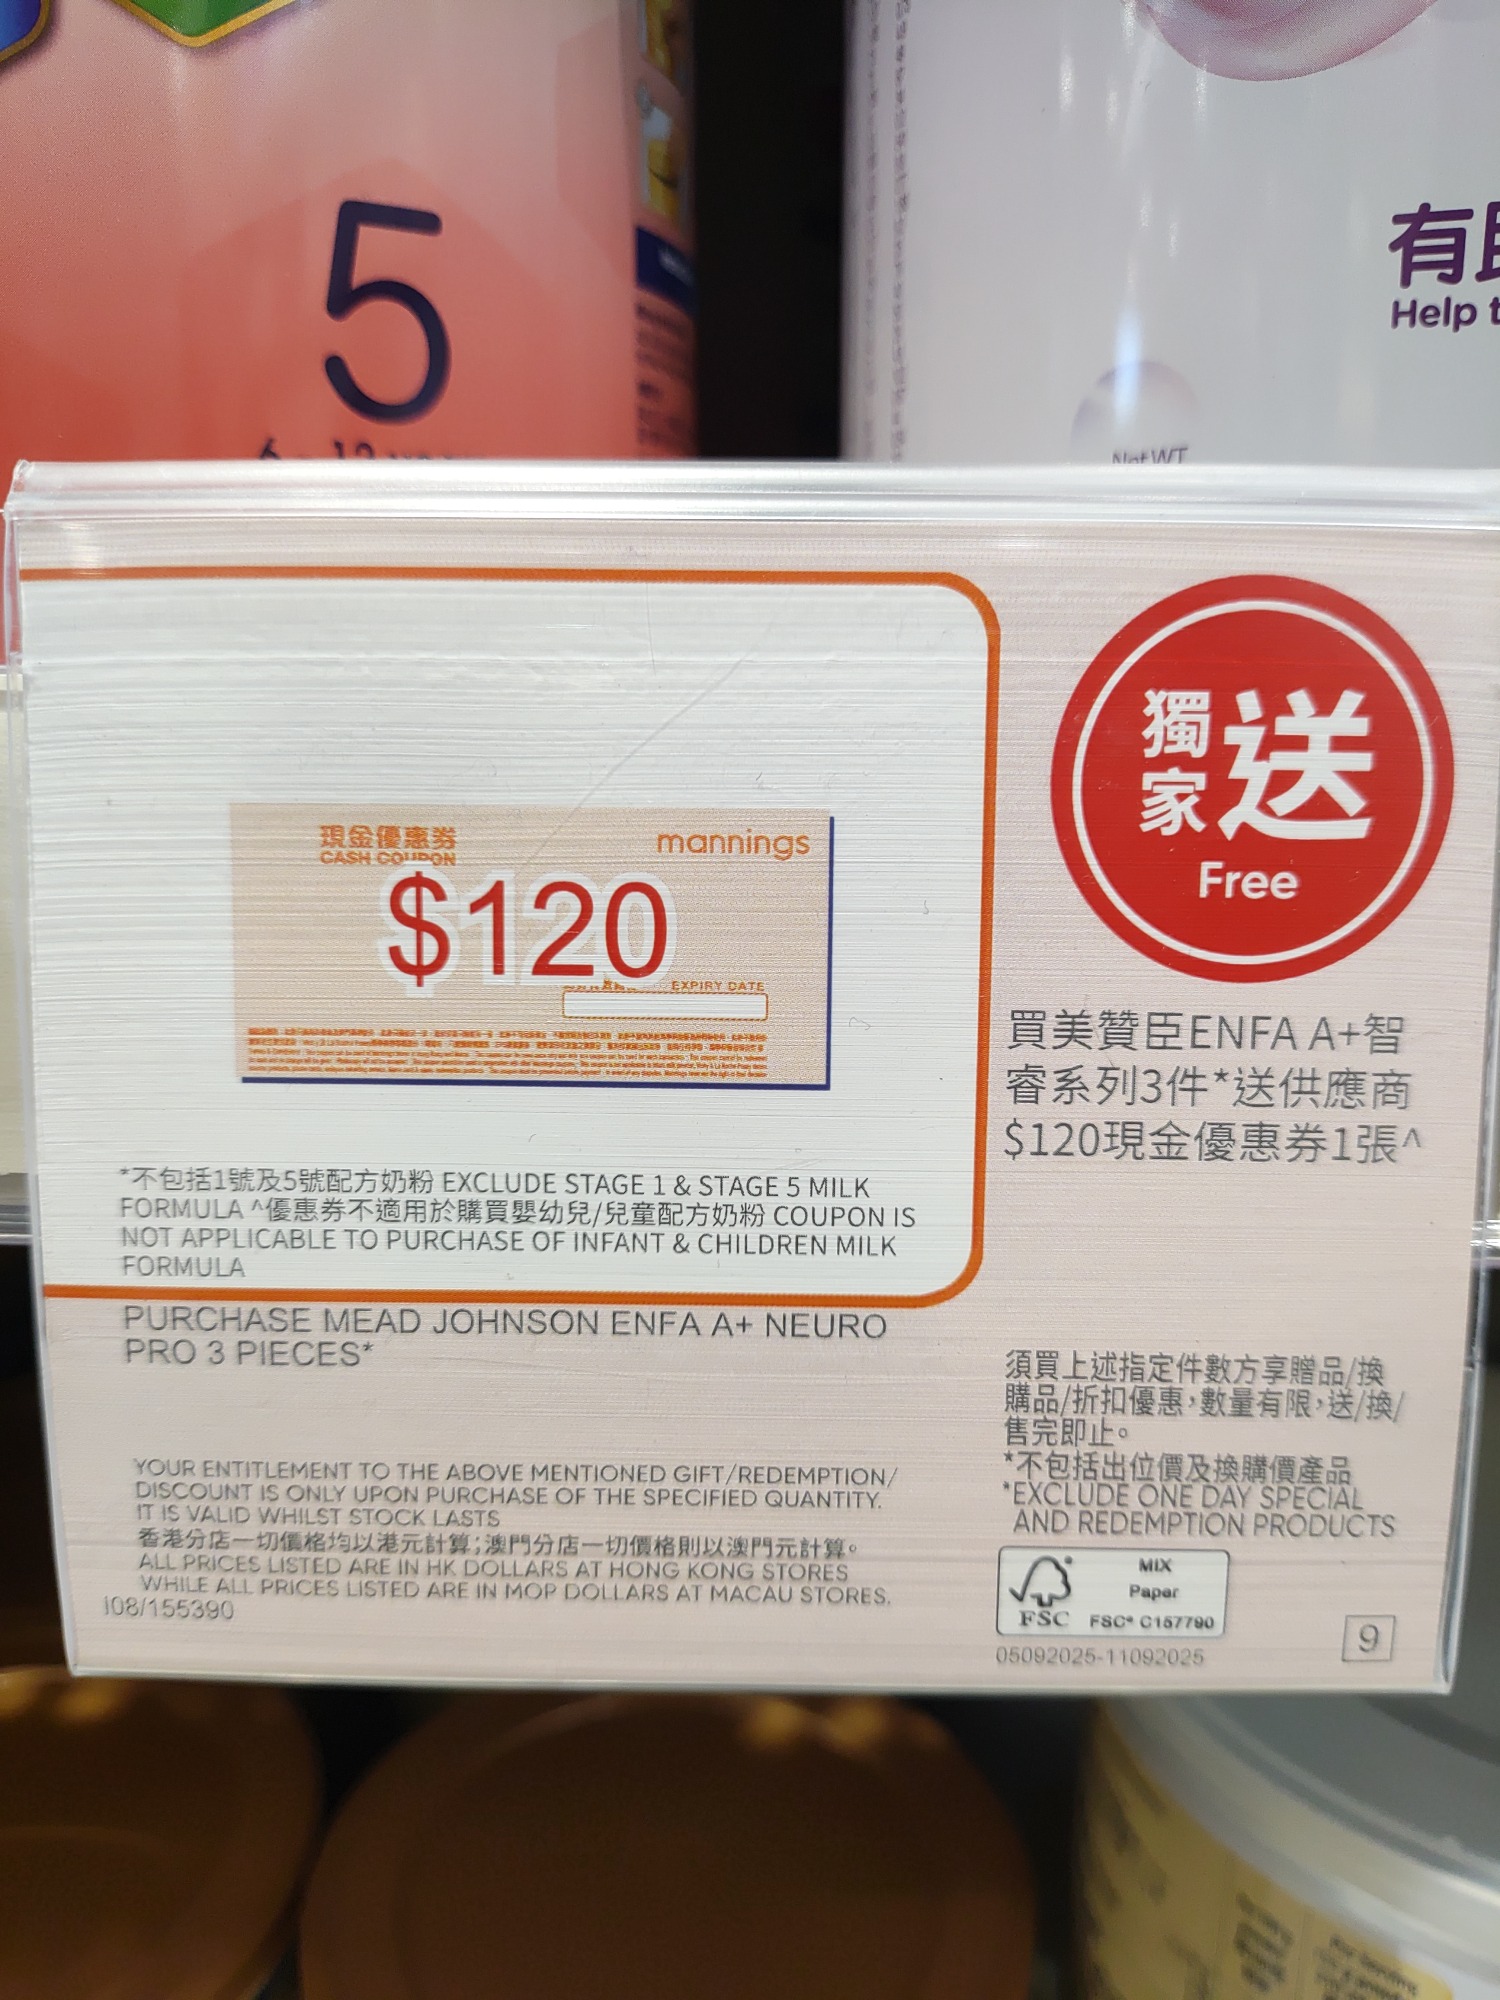 5
有
Help
Net WT
獨家送
Free
現金優惠券
CASH COUPON
mannings
$120
EXPIRY DATE
買美贊臣ENFA A+智
睿系列3件*送供應商
$120現金優惠券1張^
*不包括1號及5號配方奶粉 EXCLUDE STAGE 1 & STAGE 5 MILK
FORMULA ^優惠券不適用於購買嬰幼兒/兒童配方奶粉 COUPON IS
NOT APPLICABLE TO PURCHASE OF INFANT & CHILDREN MILK
FORMULA
PURCHASE MEAD JOHNSON ENFA A+ NEURO
PRO 3 PIECES*
須買上述指定件數方享贈品/換
購品/折扣優惠，數量有限，送/換/
售完即止。
*不包括出位價及換購價產品
*EXCLUDE ONE DAY SPECIAL
AND REDEMPTION PRODUCTS
YOUR ENTITLEMENT TO THE ABOVE MENTIONED GIFT/REDEMPTION/
DISCOUNT IS ONLY UPON PURCHASE OF THE SPECIFIED QUANTITY.
IT IS VALID WHILST STOCK LASTS
香港分店一切價格均以港元計算；澳門分店一切價格則以澳門元計算。
ALL PRICES LISTED ARE IN HK DOLLARS AT HONG KONG STORES
WHILE ALL PRICES LISTED ARE IN MOP DOLLARS AT MACAU STORES.
I08/155390
FSC
MIX
Paper
FSC® C157790
05092025-11092025
9